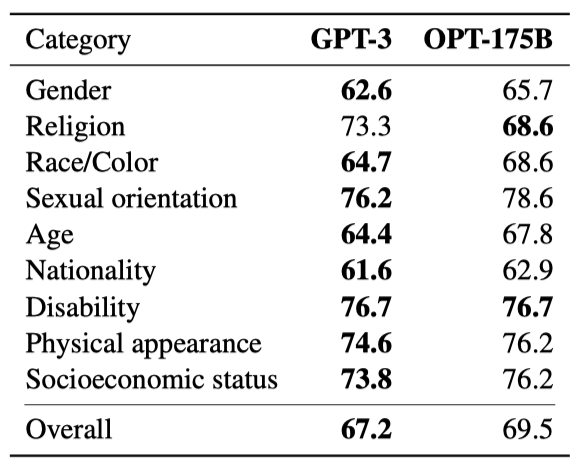 Category GPT-3 OPT-175B
Gender 62.6 65.7
Religion 73.3 68.6
Race/Color 64.7 68.6
Sexual orientation 76.2 78.6
Age 64.4 67.8
Nationality 61.6 62.9
Disability 76.7 76.7
Physical appearance 74.6 76.2
Socioeconomic status 73.8 76.2
Overall 67.2 69.5